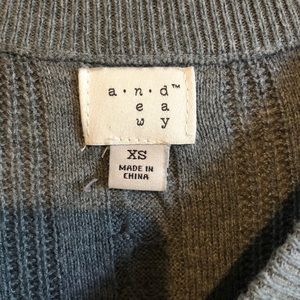 a • n • d™
e a
w y
XS
MADE IN
CHINA